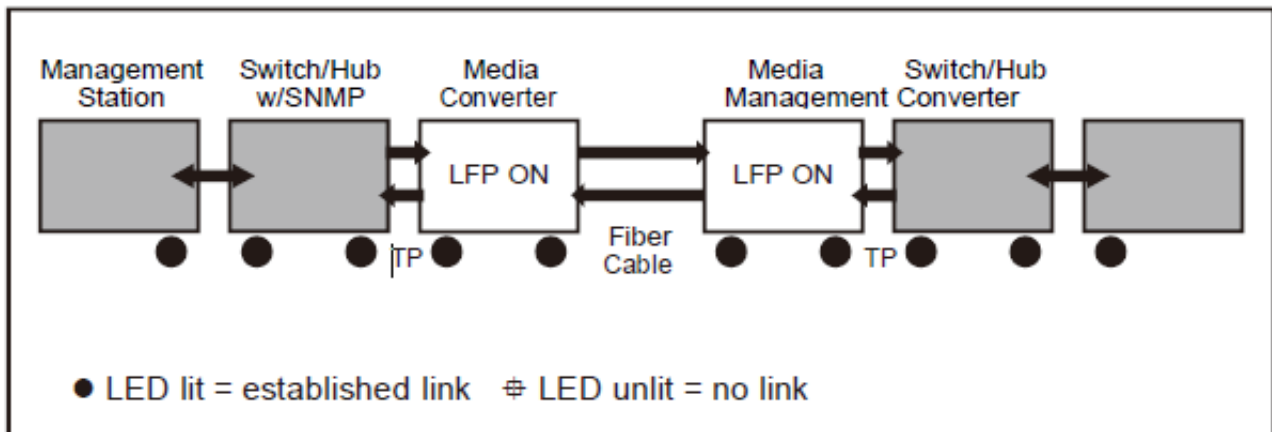 Management Switch/Hub Media Media Switch/Hub
Station w/SNMP Converter Management Converter
LFP ON LFP ON
Fiber
TP Cable TP
● LED lit = established link ⌖ LED unlit = no link